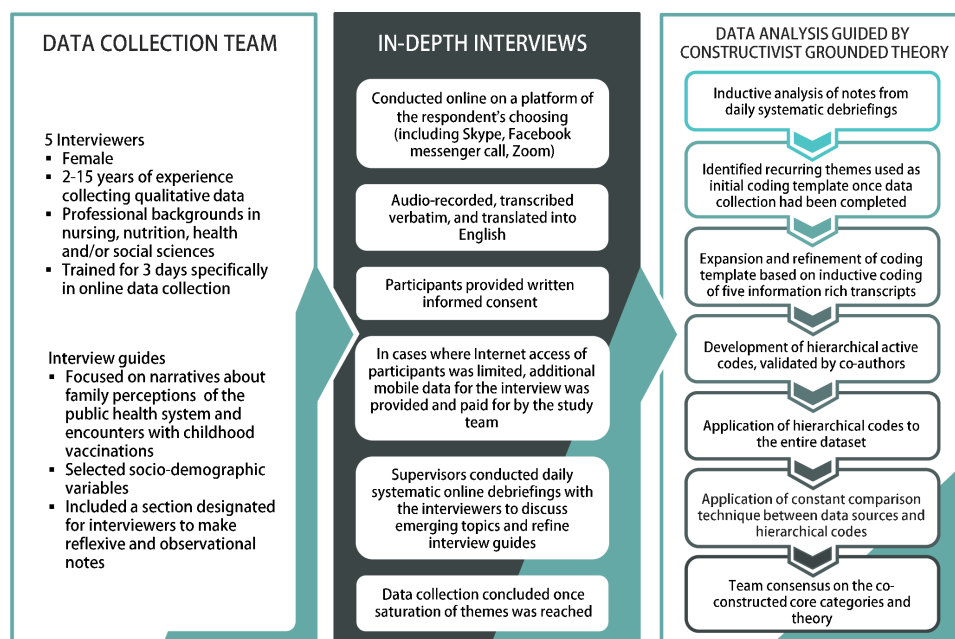 DATA COLLECTION TEAM
5 Interviewers
▪ Female
▪ 2-15 years of experience
collecting qualitative data
▪ Professional backgrounds in
nursing, nutrition, health
and/or social sciences
▪ Trained for 3 days specifically
in online data collection
Interview guides
▪ Focused on narratives about
family perceptions of the
public health system and
encounters with childhood
vaccinations
▪ Selected socio-demographic
variables
▪ Included a section designated
for interviewers to make
reflexive and observational
notes
IN-DEPTH INTERVIEWS
Conducted online on a platform of
the respondent's choosing
(including Skype, Facebook
messenger call, Zoom)
Audio-recorded, transcribed
verbatim, and translated into
English
Participants provided written
informed consent
In cases where Internet access of
participants was limited, additional
mobile data for the interview was
provided and paid for by the study
team
Supervisors conducted daily
systematic online debriefings with
the interviewers to discuss
emerging topics and refine
interview guides
Data collection concluded once
saturation of themes was reached
DATA ANALYSIS GUIDED BY
CONSTRUCTIVIST GROUNDED THEORY
Inductive analysis of notes from
daily systematic debriefings
Identified recurring themes used as
initial coding template once data
collection had been completed
Expansion and refinement of coding
template based on inductive coding
of five information rich transcripts
Development of hierarchical active
codes, validated by co-authors
Application of hierarchical codes to
the entire dataset
Application of constant comparison
technique between data sources and
hierarchical codes
Team consensus on the co-
constructed core categories and
theory